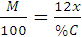 M/100 = 12x/%C